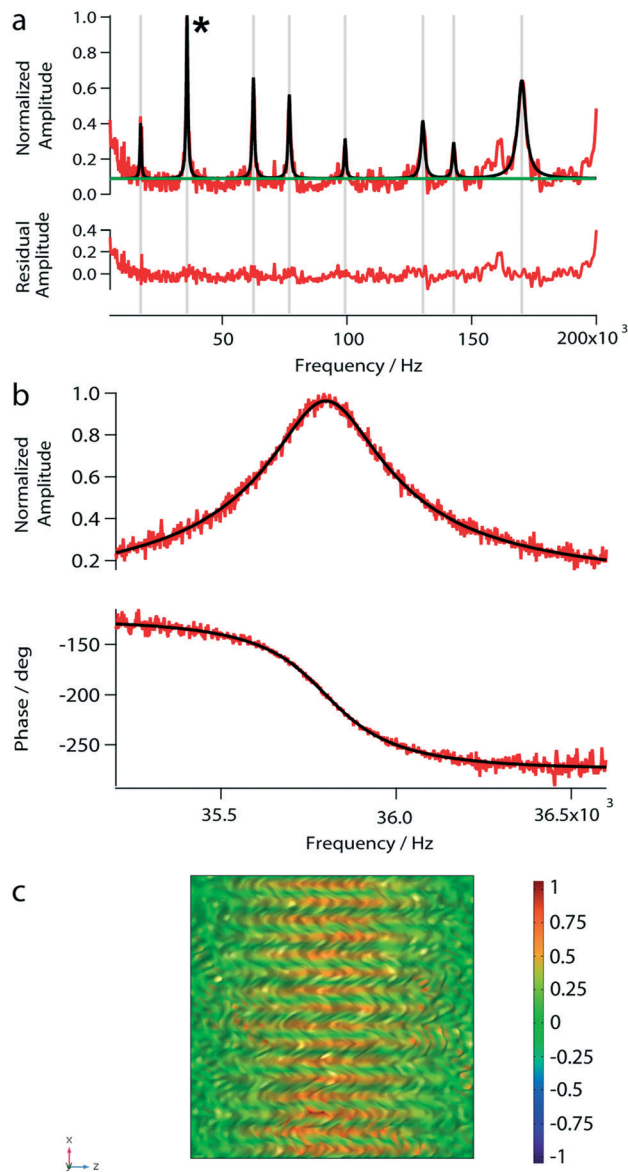 a
*
Normalized
Amplitude
1.0
0.8
0.6
0.4
0.2
0.0
Residual
Amplitude
0.4
0.2
0.0
50
100
150
200x10 3
Frequency / Hz
b
Normalized
Amplitude
1.0
0.8
0.6
0.4
0.2
Phase / deg
-150
-200
-250
35.5
36.0
36.5x10 3
Frequency / Hz
c
1
0.75
0.5
0.25
0
-0.25
-0.5
-0.75
-1
x
y
z